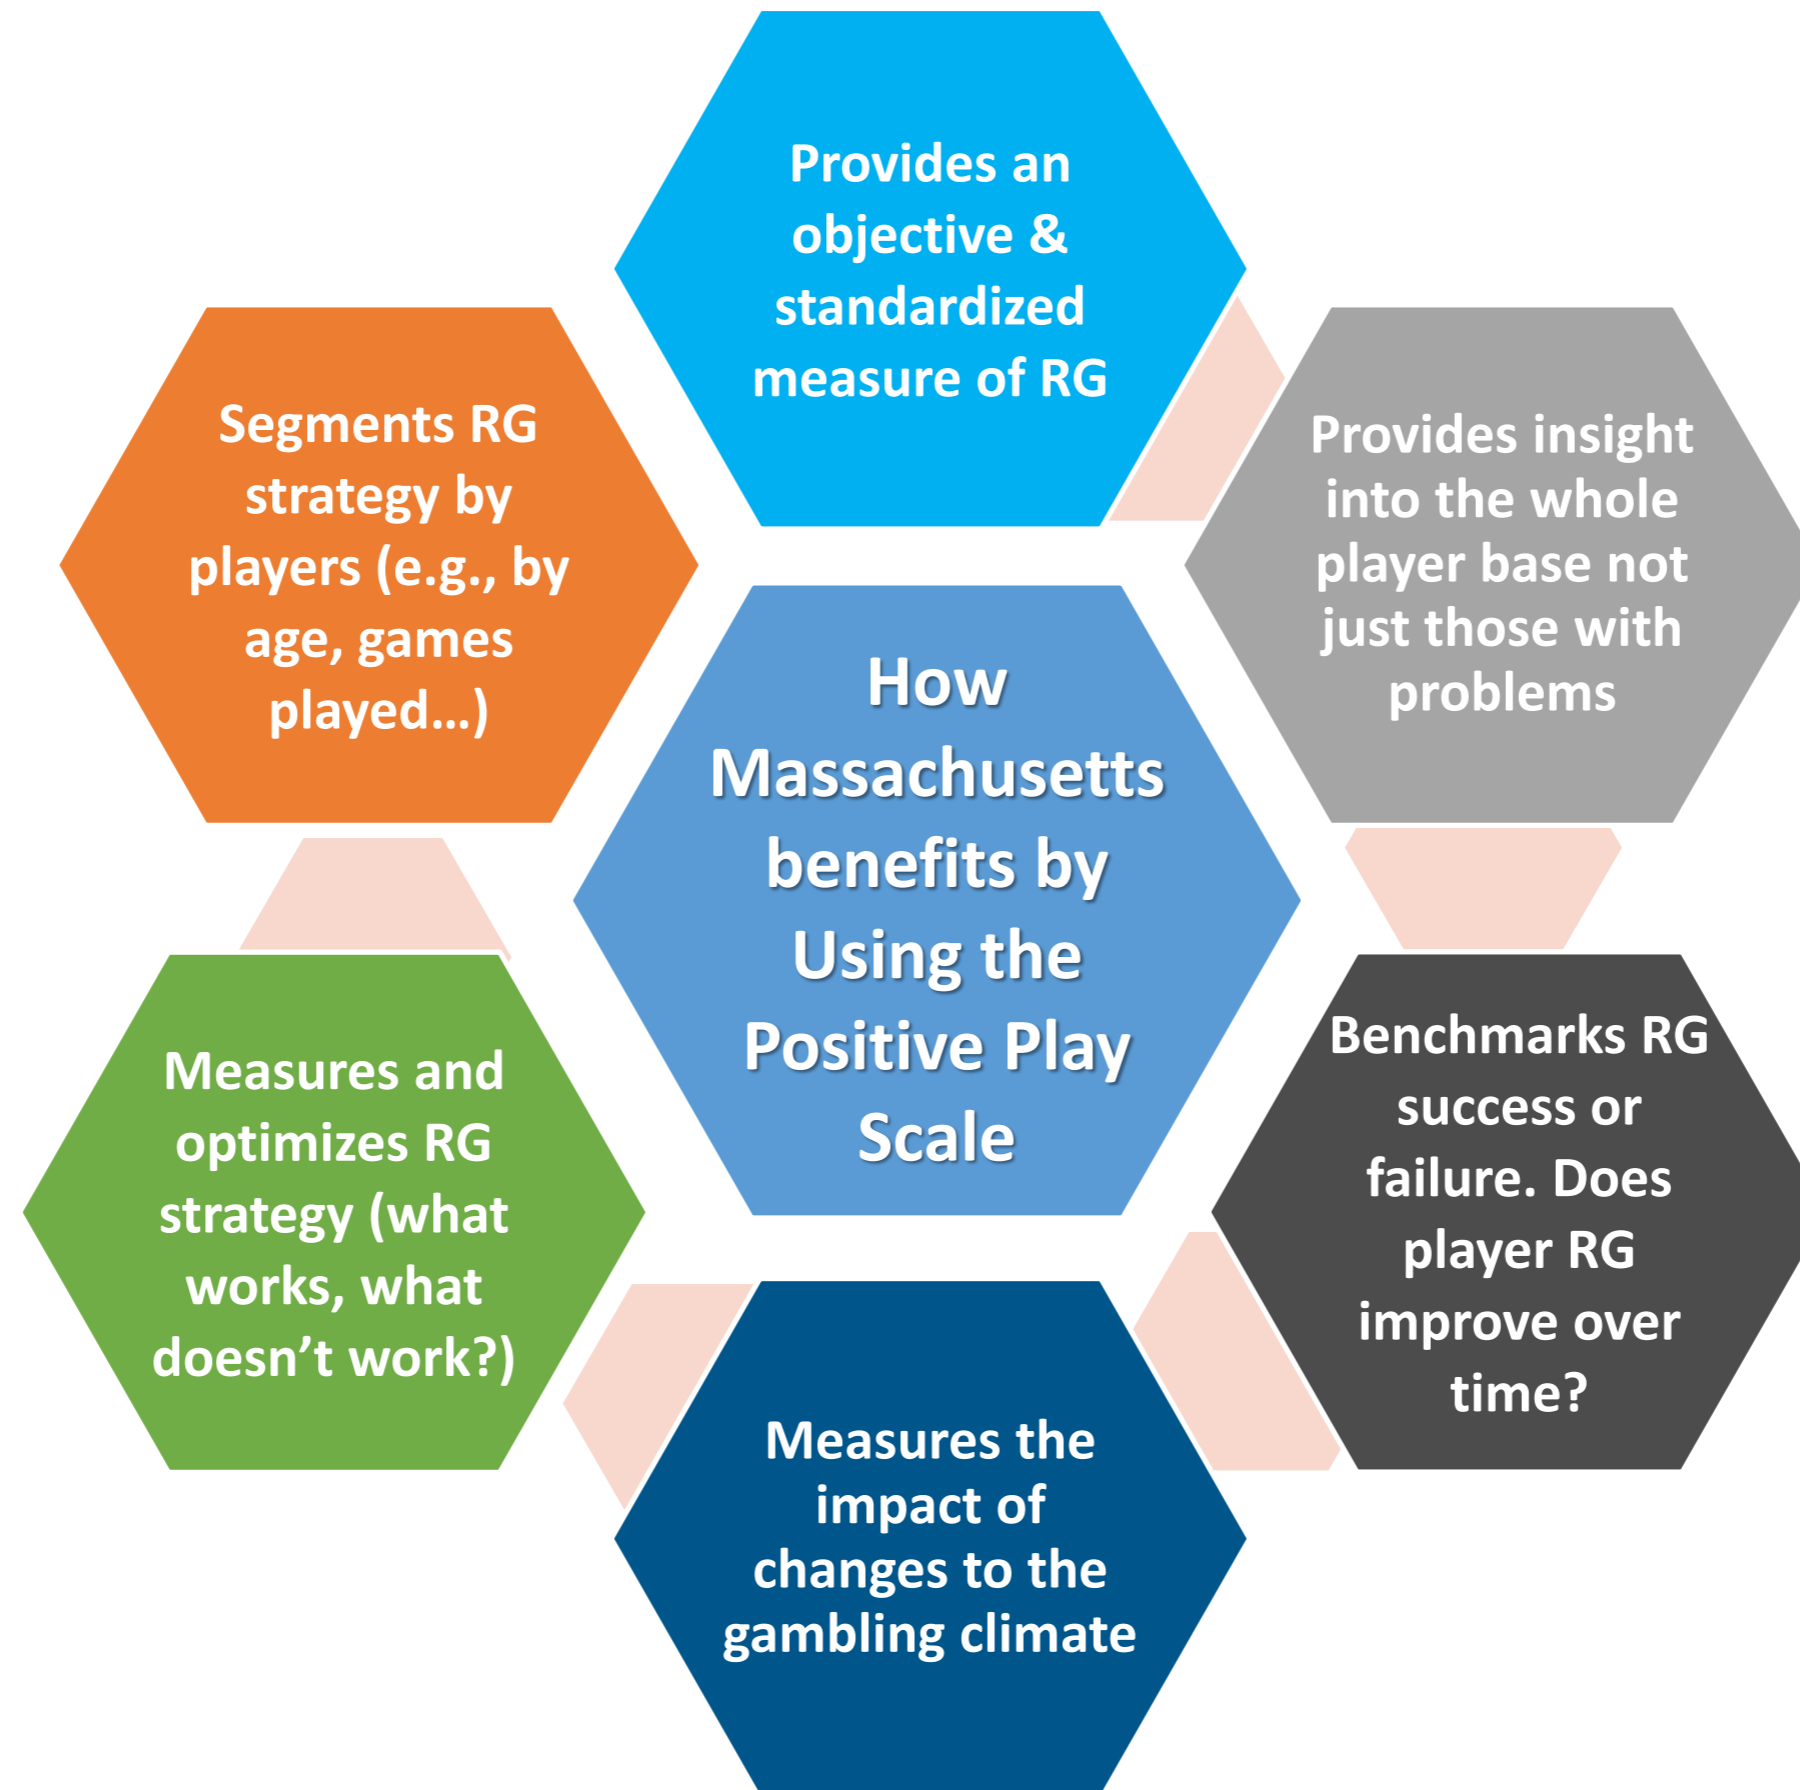 Provides an
objective &
standardized
measure of RG
Provides insight
into the whole
player base not
just those with
problems
Benchmarks RG
success or
failure. Does
player RG
improve over
time?
Measures the
impact of
changes to the
gambling climate
Measures and
optimizes RG
strategy (what
works, what
doesn’t work?)
Segments RG
strategy by
players (e.g., by
age, games
played…)
How
Massachusetts
benefits by
Using the
Positive Play
Scale